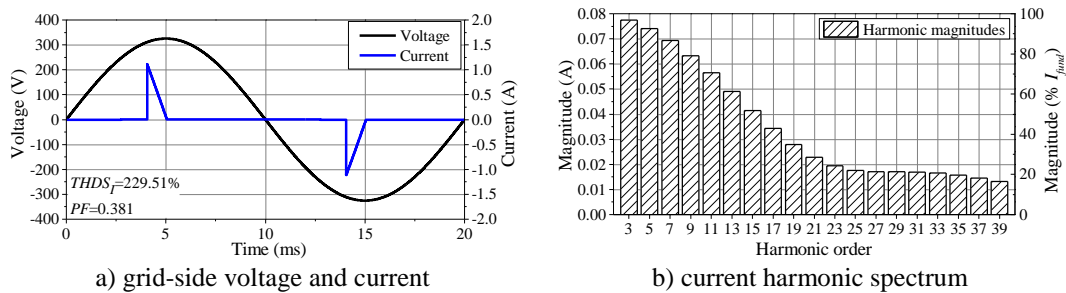 400
300
200
100
0
-100
-200
-300
-400
Voltage (V)
Voltage
Current
THDS_I=229.51%
PF=0.381
2.0
1.5
1.0
0.5
0.0
-0.5
-1.0
-1.5
-2.0
Current (A)
0 5 10 15 20
Time (ms)
a) grid-side voltage and current
0.08
0.07
0.06
0.05
0.04
0.03
0.02
0.01
0.00
Magnitude (A)
Harmonic magnitudes
100
80
60
40
20
0
Magnitude (% I_fund)
3 5 7 9 11 13 15 17 19 21 23 25 27 29 31 33 35 37 39
Harmonic order
b) current harmonic spectrum